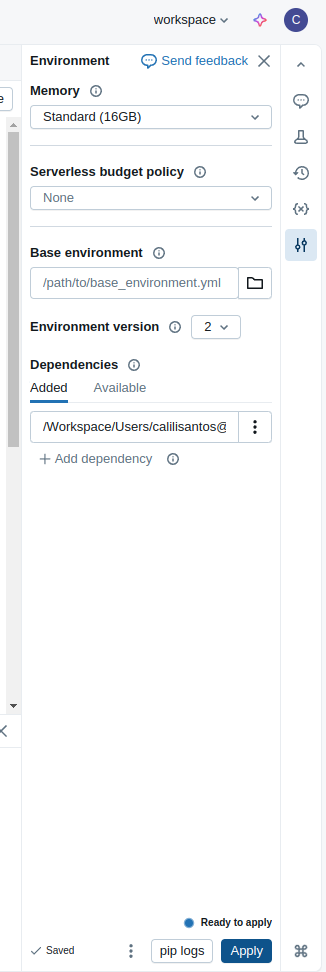 workspace
C
Environment
Send feedback
Memory
Standard (16GB)
Serverless budget policy
None
Base environment
/path/to/base_environment.yml
Environment version
2
Dependencies
Added
Available
/Workspace/Users/calilisantos@
Add dependency
Ready to apply
Saved
pip logs
Apply